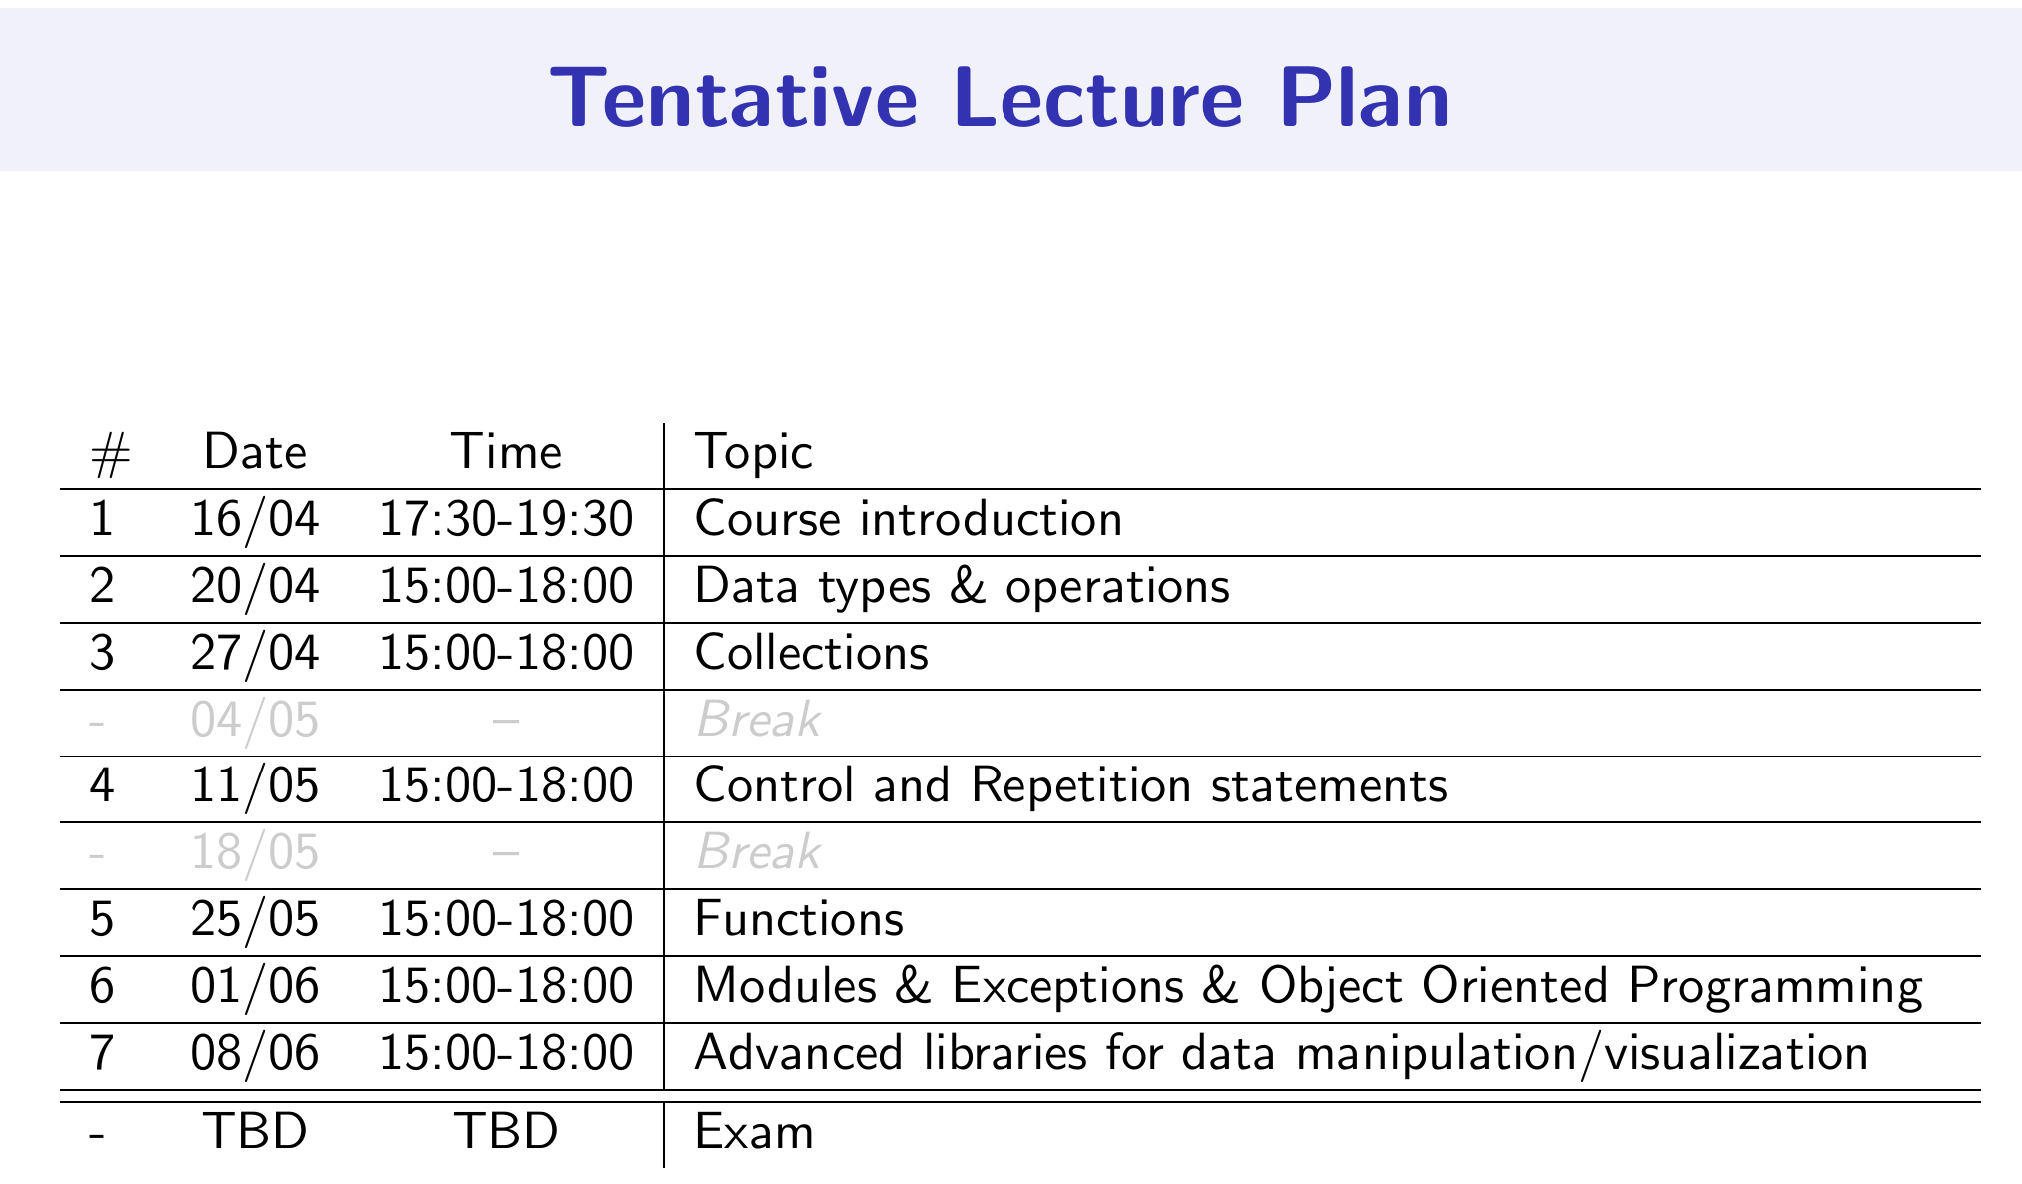 Tentative Lecture Plan
# Date Time Topic
1 16/04 17:30-19:30 Course introduction
2 20/04 15:00-18:00 Data types & operations
3 27/04 15:00-18:00 Collections
- 04/05 – Break
4 11/05 15:00-18:00 Control and Repetition statements
- 18/05 – Break
5 25/05 15:00-18:00 Functions
6 01/06 15:00-18:00 Modules & Exceptions & Object Oriented Programming
7 08/06 15:00-18:00 Advanced libraries for data manipulation/visualization
- TBD TBD Exam